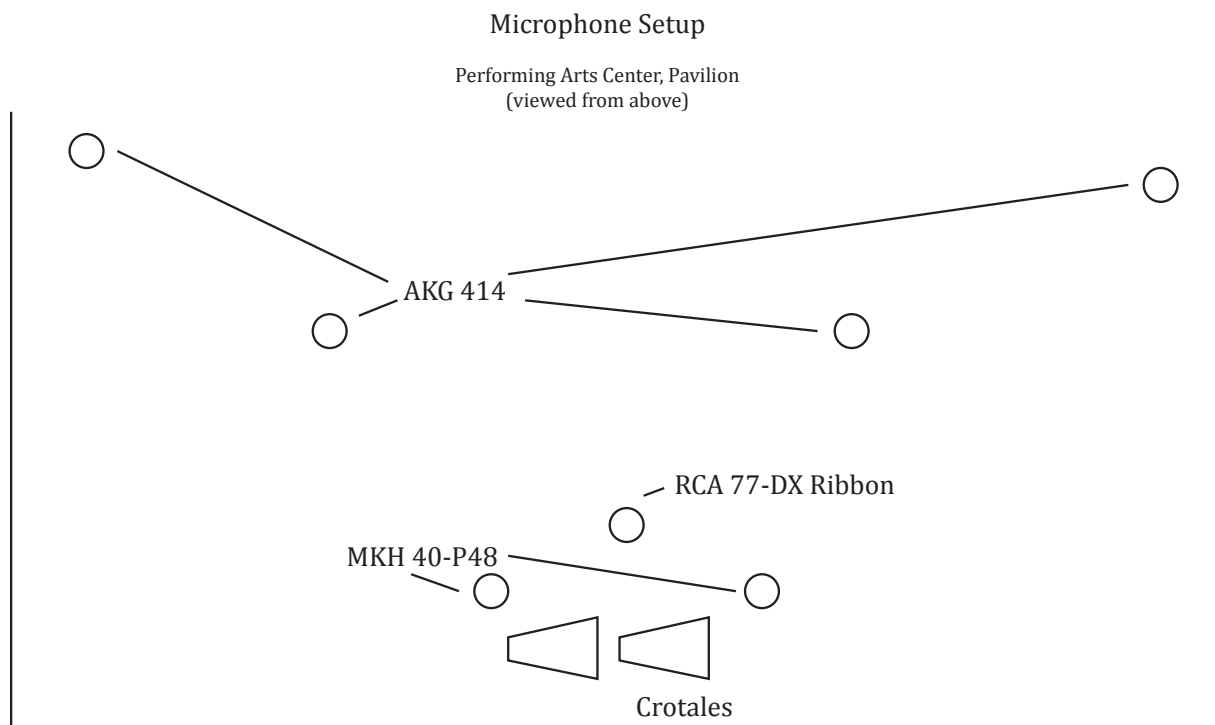 Microphone Setup
Performing Arts Center, Pavilion
(viewed from above)
AKG 414
RCA 77-DX Ribbon
MKH 40-P48
Crotales